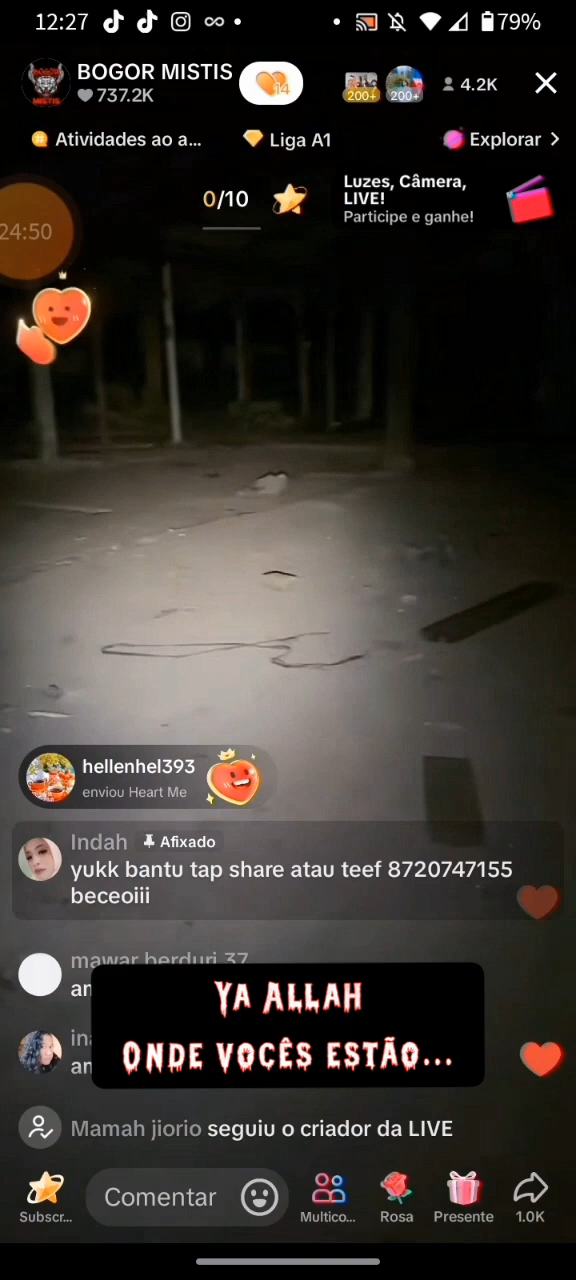 12:27
79%
BOGOR MISTIS
737.2K
14
200+
200+
4.2K
Atividades ao a...
Liga A1
Explorar
0/10
Luzes, Câmera,
LIVE!
Participe e ganhe!
24:50
hellenhel393
enviou Heart Me
Indah Afixado
yukk bantu tap share atau teef 8720747155
beceoiii
mawar berduri 37
YA ALLAH
ONDE VOCÊS ESTÃO...
Mamah jiorio seguiu o criador da LIVE
Comentar
Subscr...
Multico...
Rosa
Presente
1.0K